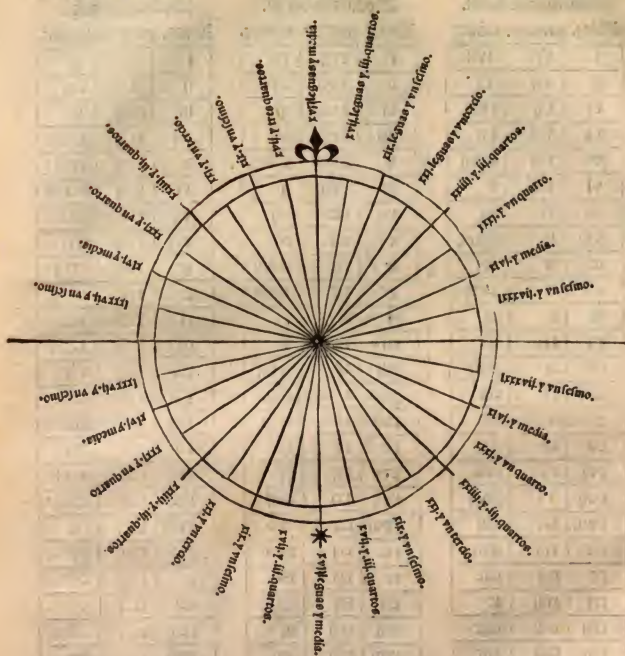 xvij leguas y media.
xvij.leguas y .iij.quartos.
xix.leguas y vn ſeſmo.
xxj.leguas y vn tercio.
xxiiij.y .iij.quartos.
xxxj.y vn quarto.
xlvj.y media.
lxxxvij.y vn ſeſmo.
lxxxvij.y vn ſeſmo.
xlvj.y media.
xxxj.y vn quarto.
xxiiij.y .iij.quartos.
xxj.y vn tercio.
xix.y vn ſeſmo.
xvij.y .iij.quartos.
xvij leguas y media.
xvij.y .iij.quartos.
xix.y vn ſeſmo.
xxj.y vn tercio.
xxiiij.y .iij.quartos.
xxxj.y vn quarto
xlvj.y media.
lxxxvij.y vn ſeſmo.
lxxxvij.y vn ſeſmo.
xlvj.y media.
xxxj.y vn quarto.
xxiiij.y .iij.quartos.
xxj.y vn tercio.
xix.y vn ſeſmo.
xvij.y tres quartos.